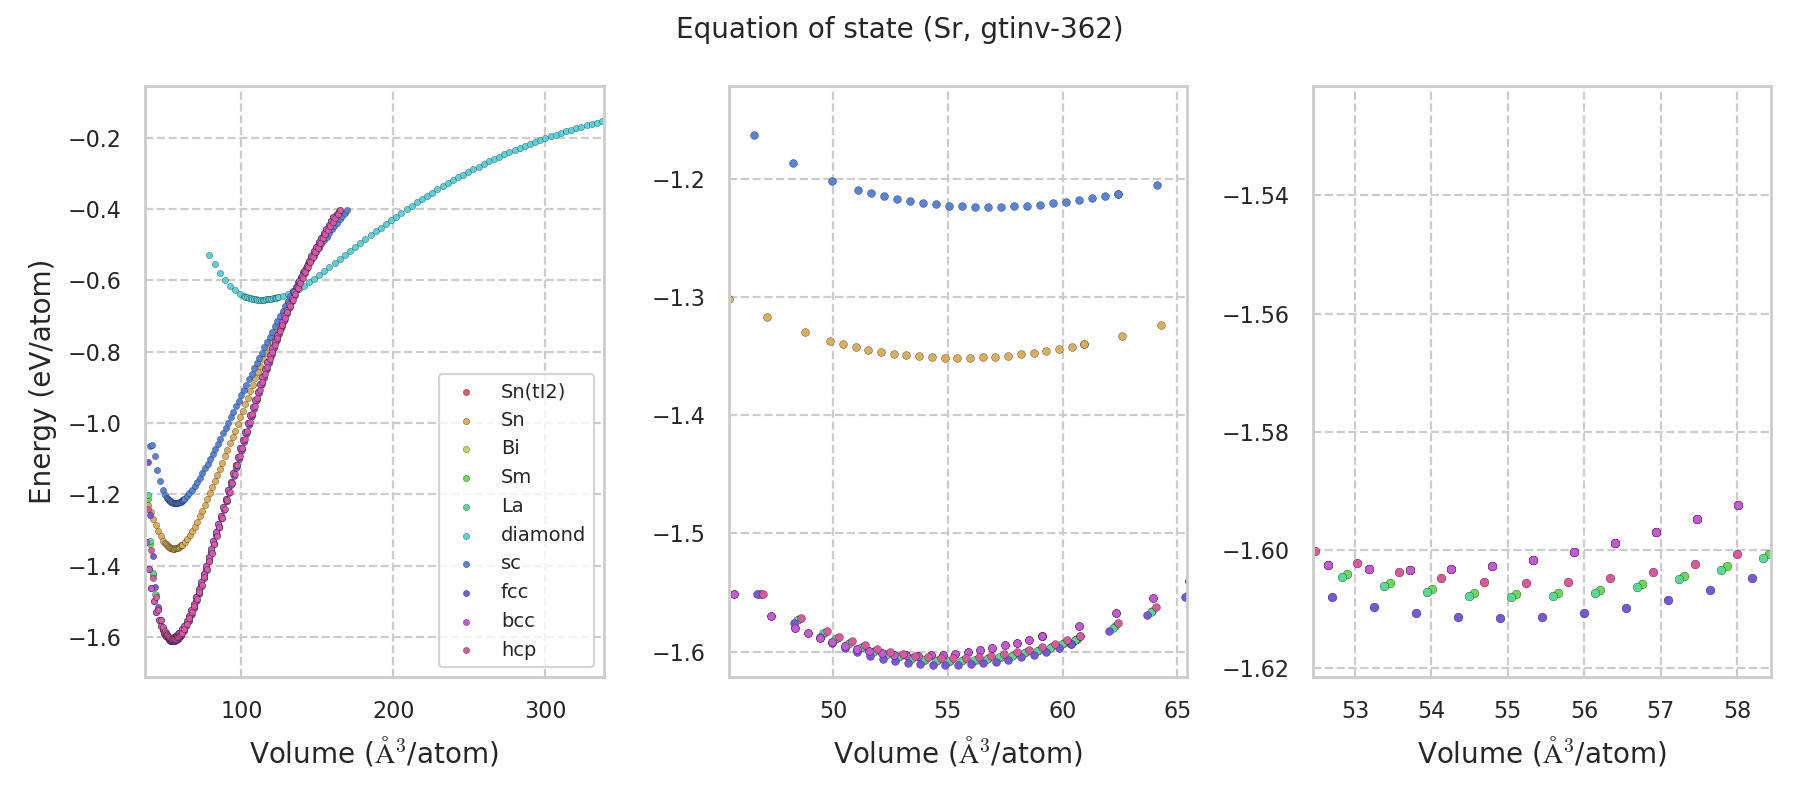 Equation of state (Sr, gtinv-362)
Energy (eV/atom)
−0.2
−0.4
−0.6
−0.8
−1.0
−1.2
−1.4
−1.6
100
200
300
Volume (Å³/atom)
Sn(tI2)
Sn
Bi
Sm
La
diamond
sc
fcc
bcc
hcp
−1.2
−1.3
−1.4
−1.5
−1.6
50
55
60
65
Volume (Å³/atom)
−1.54
−1.56
−1.58
−1.60
−1.62
53
54
55
56
57
58
Volume (Å³/atom)